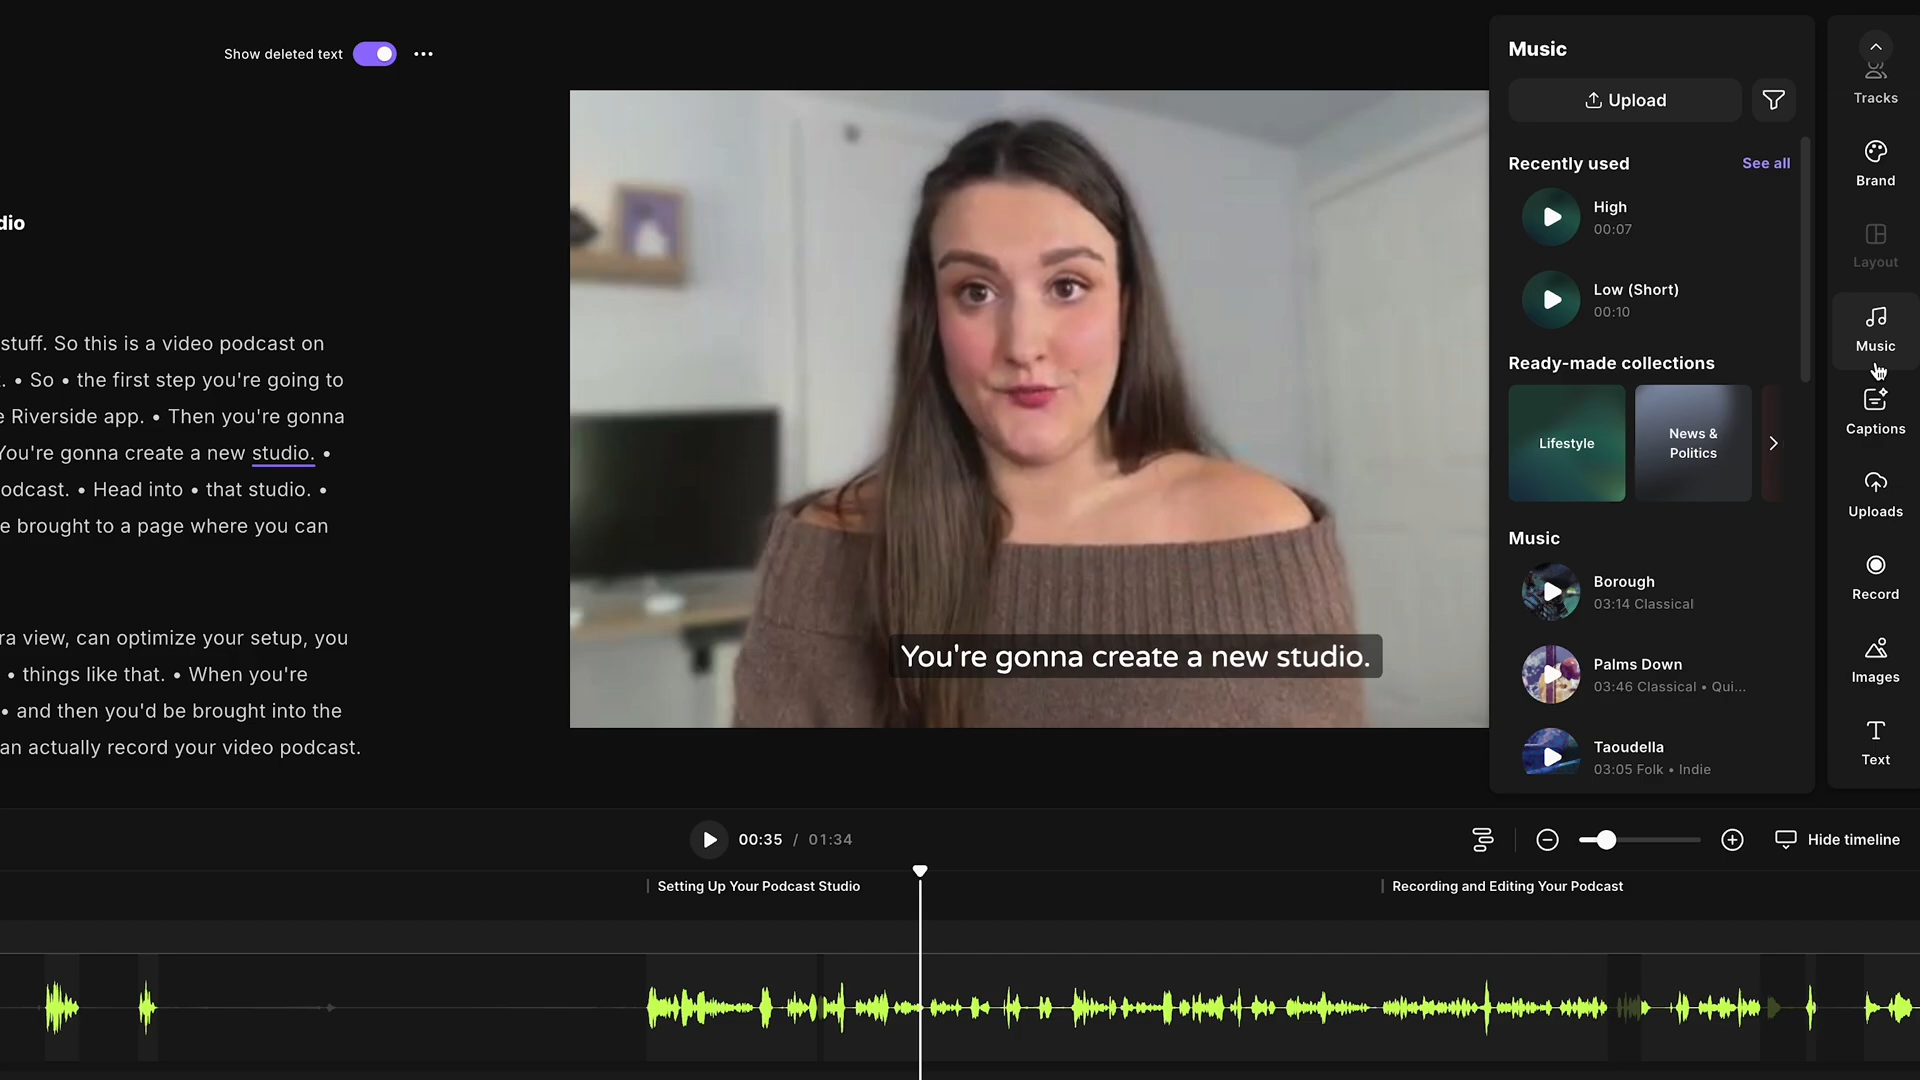 Show deleted text
dio
stuff. So this is a video podcast on
. • So • the first step you're going to
e Riverside app. • Then you're gonna
You're gonna create a new studio. •
odcast. • Head into • that studio. •
e brought to a page where you can
ra view, can optimize your setup, you
• things like that. • When you're
• and then you'd be brought into the
an actually record your video podcast.
You're gonna create a new studio.
Music
Upload
Recently used
See all
High
00:07
Low (Short)
00:10
Ready-made collections
Lifestyle
News &
Politics
Music
Borough
03:14 Classical
Palms Down
03:46 Classical • Qui...
Taoudella
03:05 Folk • Indie
Tracks
Brand
Layout
Music
Captions
Uploads
Record
Images
Text
00:35 / 01:34
Hide timeline
Setting Up Your Podcast Studio
Recording and Editing Your Podcast